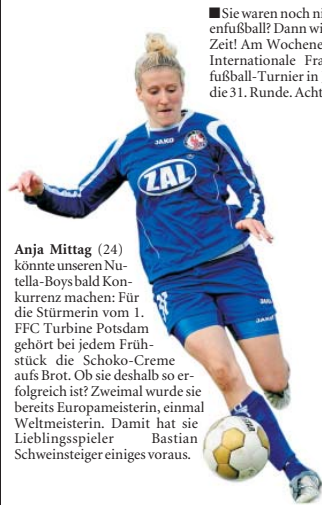 ■ Sie waren noch ni
enfußball? Dann wi
Zeit! Am Wochene
Internationale Fra
fußball-Turnier in
die 31. Runde. Acht
JAKO
ZAL
JAKO
Anja Mittag (24)
könnte unseren Nu-
tella-Boys bald Kon-
kurrenz machen: Für
die Stürmerin vom 1.
FFC Turbine Potsdam
gehört bei jedem Früh-
stück die Schoko-Creme
aufs Brot. Ob sie deshalb so er-
folgreich ist? Zweimal wurde sie
bereits Europameisterin, einmal
Weltmeisterin. Damit hat sie
Lieblingsspieler Bastian
Schweinsteiger einiges voraus.